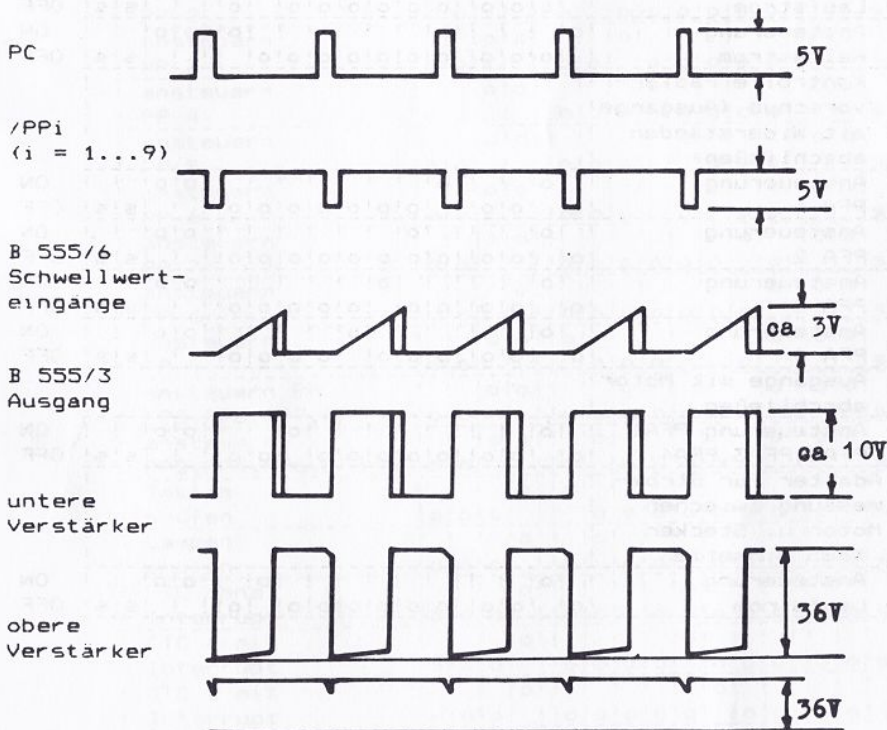 PC
5V
/PPi
(i = 1...9)
5V
B 555/6
Schwellwert-
eingänge
ca 3V
B 555/3
Ausgang
ca 10V
untere
Verstärker
36V
obere
Verstärker
36V